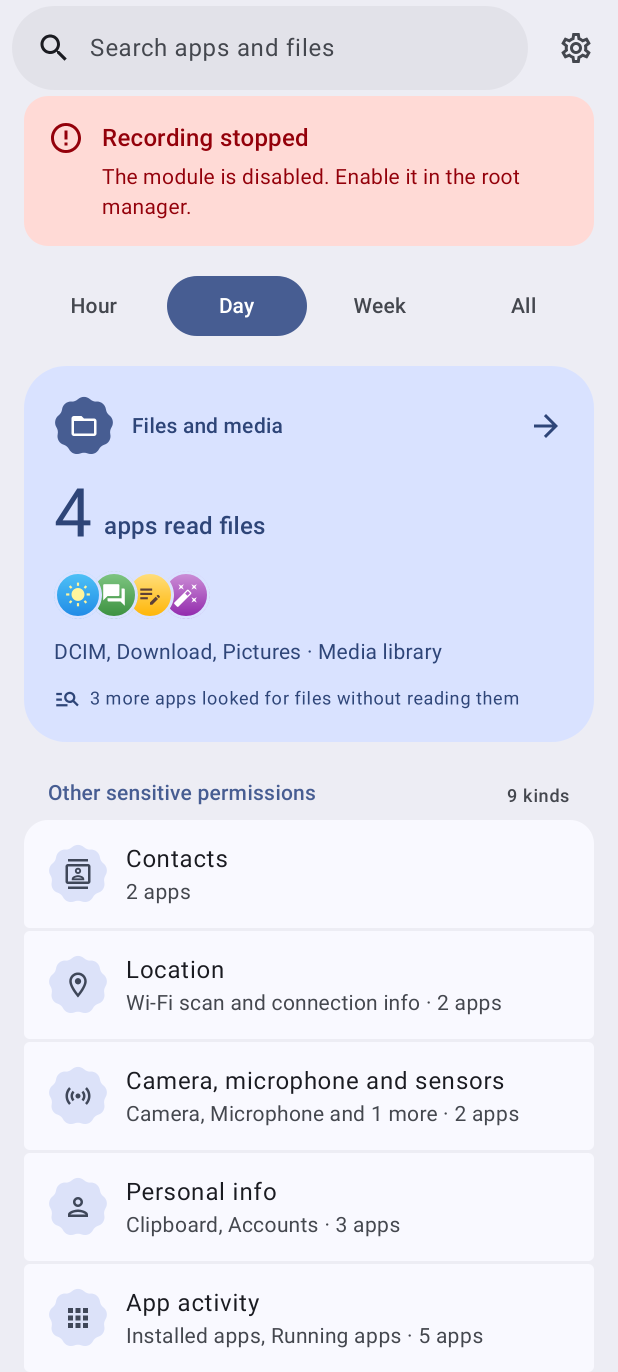 Search apps and files
Recording stopped
The module is disabled. Enable it in the root
manager.
Hour
Day
Week
All
Files and media
4 apps read files
DCIM, Download, Pictures · Media library
3 more apps looked for files without reading them
Other sensitive permissions
9 kinds
Contacts
2 apps
Location
Wi-Fi scan and connection info · 2 apps
Camera, microphone and sensors
Camera, Microphone and 1 more · 2 apps
Personal info
Clipboard, Accounts · 3 apps
App activity
Installed apps, Running apps · 5 apps